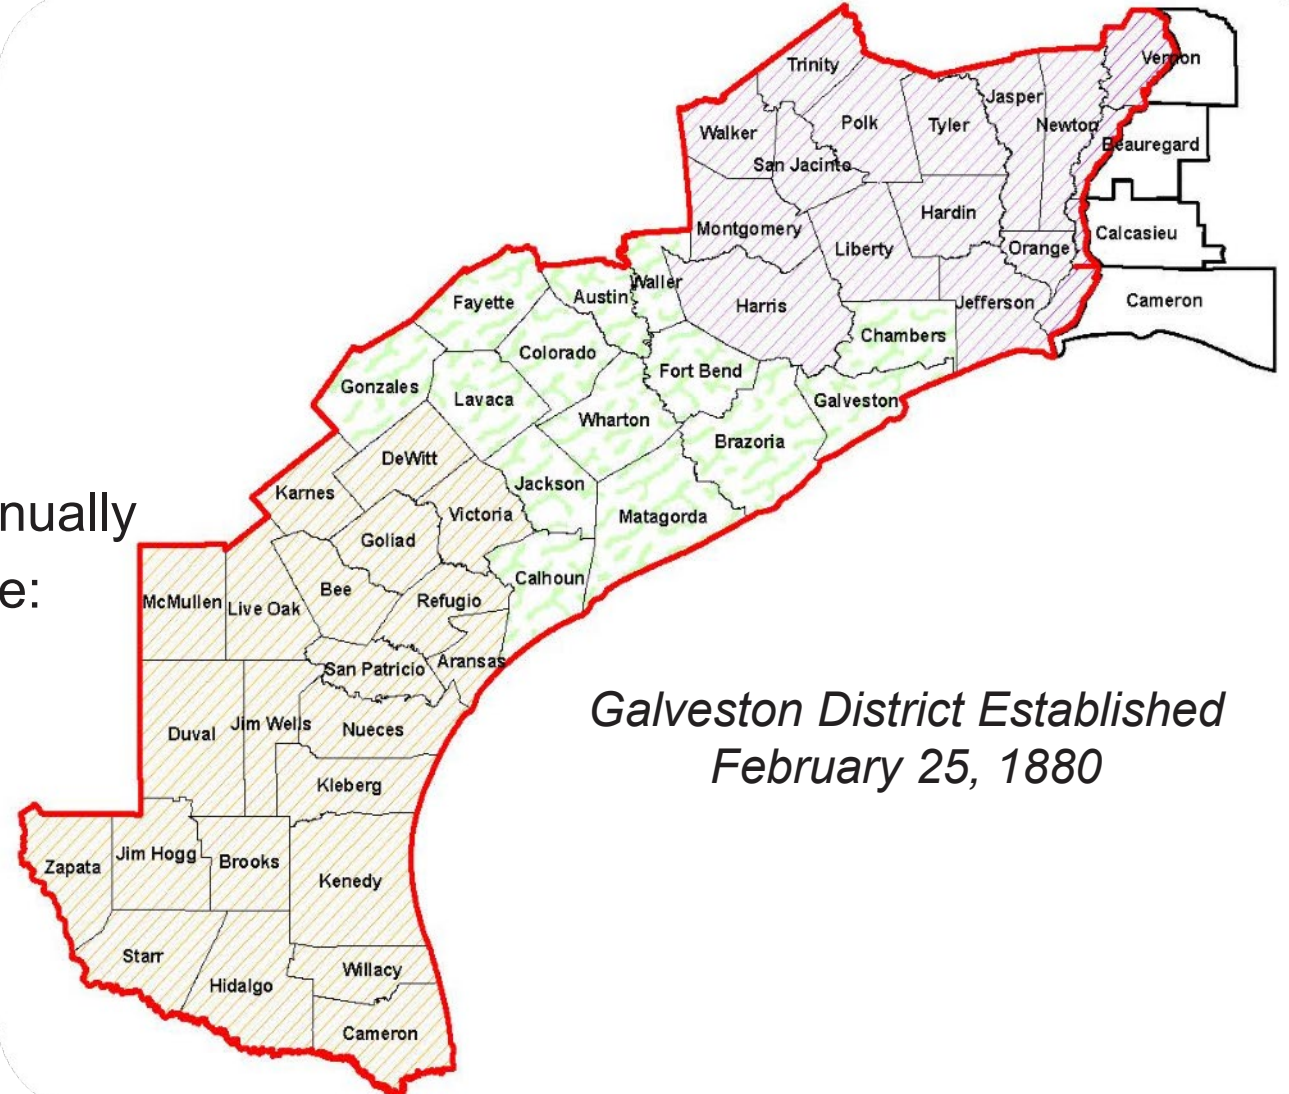 Vernon
Trinity
Jasper
Polk
Tyler
Newton
Walker
Beauregard
San Jacinto
Hardin
Montgomery
Calcasieu
Liberty
Orange
Waller
Austin
Fayette
Harris
Jefferson
Cameron
Chambers
Colorado
Fort Bend
Gonzales
Lavaca
Galveston
Wharton
Brazoria
DeWitt
Jackson
Karnes
Victoria
Matagorda
nually
Goliad
Calhoun
e:
Bee
McMullen
Live Oak
Refugio
San Patricio
Aransas
Galveston District Established
February 25, 1880
Duval
Jim Wells
Nueces
Kleberg
Jim Hogg
Brooks
Zapata
Kenedy
Starr
Willacy
Hidalgo
Cameron